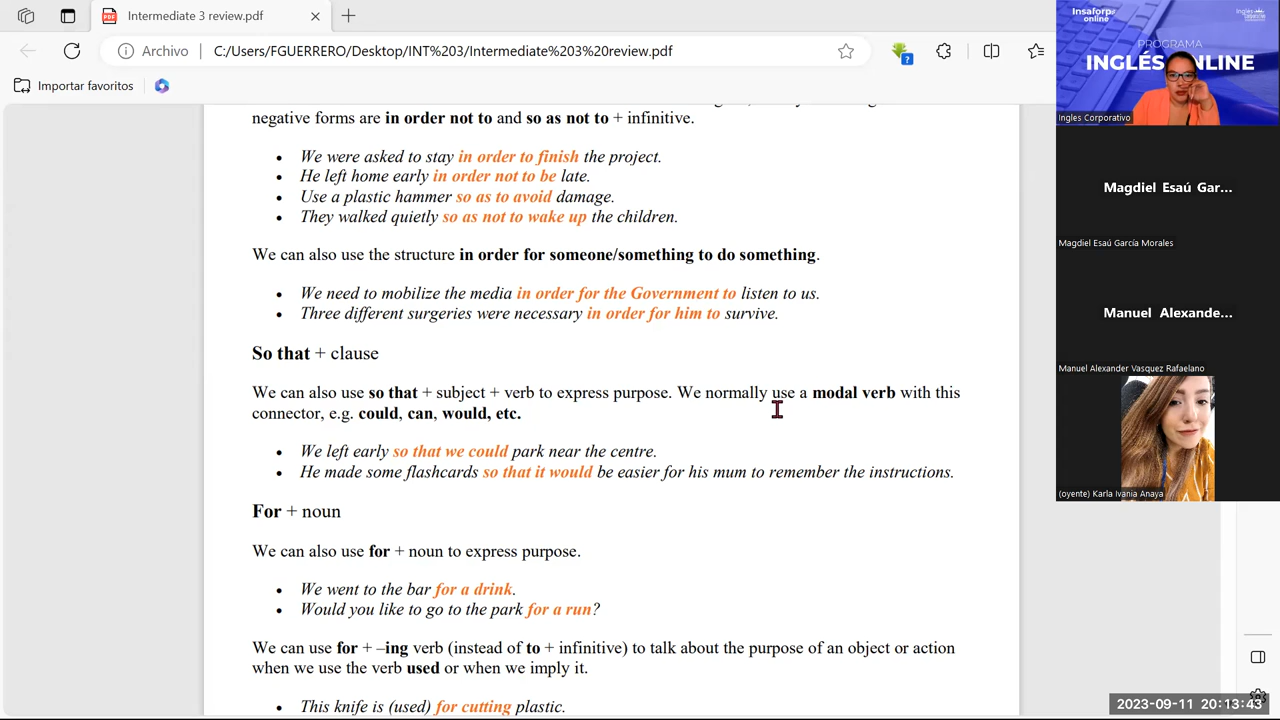 Intermediate 3 review.pdf
Archivo
C:/Users/FGUERRERO/Desktop/INT%203/Intermediate%203%20review.pdf
Importar favoritos
negative forms are in order not to and so as not to + infinitive.
• We were asked to stay in order to finish the project.
• He left home early in order not to be late.
• Use a plastic hammer so as to avoid damage.
• They walked quietly so as not to wake up the children.
We can also use the structure in order for someone/something to do something.
• We need to mobilize the media in order for the Government to listen to us.
• Three different surgeries were necessary in order for him to survive.
So that + clause
We can also use so that + subject + verb to express purpose. We normally use a modal verb with this
connector, e.g. could, can, would, etc.
• We left early so that we could park near the centre.
• He made some flashcards so that it would be easier for his mum to remember the instructions.
For + noun
We can also use for + noun to express purpose.
• We went to the bar for a drink.
• Would you like to go to the park for a run?
We can use for + –ing verb (instead of to + infinitive) to talk about the purpose of an object or action
when we use the verb used or when we imply it.
• This knife is (used) for cutting plastic.
Insaforp
online
Inglés
PROGRAMA
INGLÉS ONLINE
Ingles Corporativo
Magdiel Esaú Gar...
Magdiel Esaú García Morales
Manuel Alexande...
Manuel Alexander Vasquez Rafaelano
(oyente) Karla Ivania Anaya
2023-09-11 20:13:43